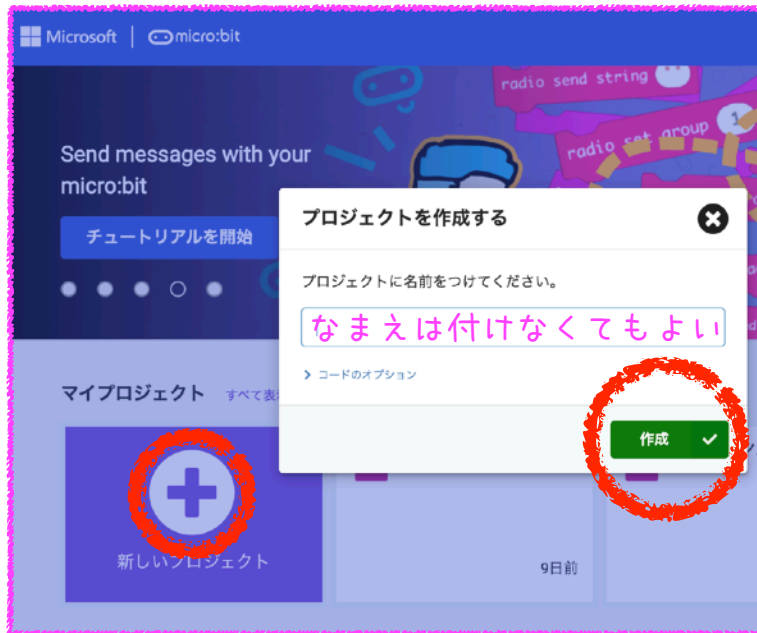 Microsoft | micro:bit
radio send string
radio set group 1
Send messages with your
micro:bit
チュートリアルを開始
プロジェクトを作成する
プロジェクトに名前をつけてください。
なまえは付けなくてもよい
コードのオプション
作成
マイプロジェクト すべて表
新しいプロジェクト
9日前